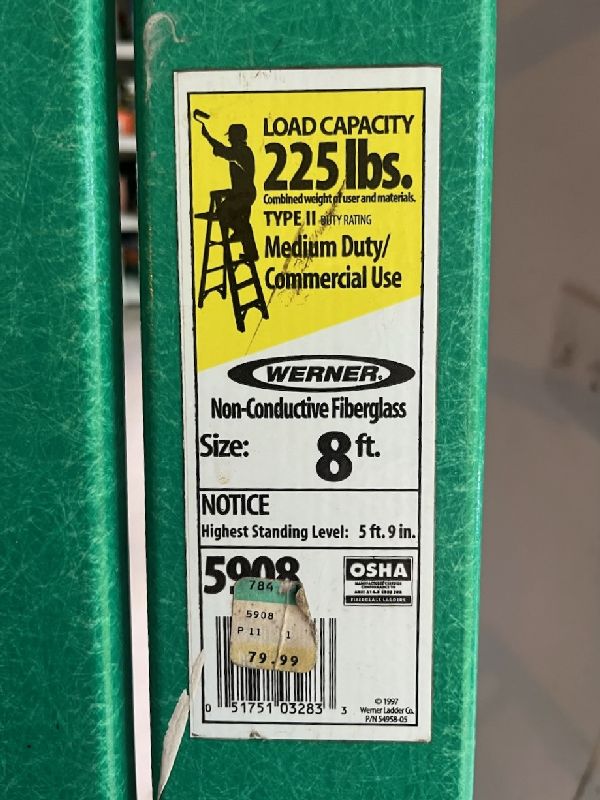 LOAD CAPACITY
225 lbs.
Combined weight of user and materials.
TYPE II DUTY RATING
Medium Duty/
Commercial Use
WERNER
Non-Conductive Fiberglass
Size: 8 ft.
NOTICE
Highest Standing Level: 5 ft. 9 in.
5908
OSHA
FIBERGLASS LADDERS
784
5908
P 11 1
79.99
0 51751 03283 3
© 1997
Werner Ladder Co.
P/N 54958-05